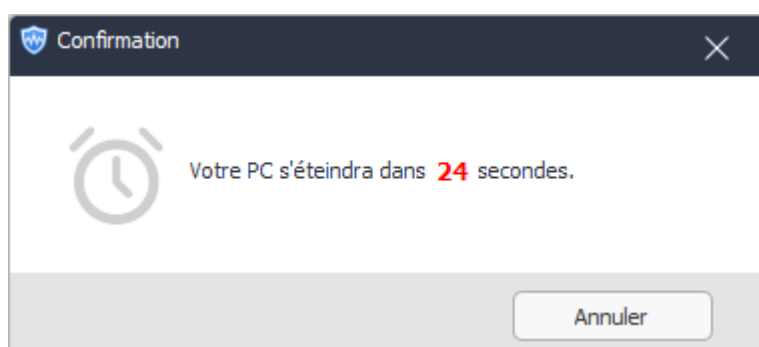 Confirmation
Votre PC s'éteindra dans 24 secondes.
Annuler